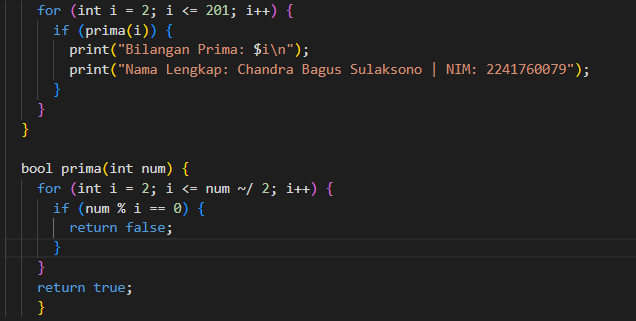 for (int i = 2; i <= 201; i++) {
if (prima(i)) {
print("Bilangan Prima: $i\n");
print("Nama Lengkap: Chandra Bagus Sulaksono | NIM: 2241760079");
}
}
}
bool prima(int num) {
for (int i = 2; i <= num ~/ 2; i++) {
if (num % i == 0) {
return false;
}
}
return true;
}